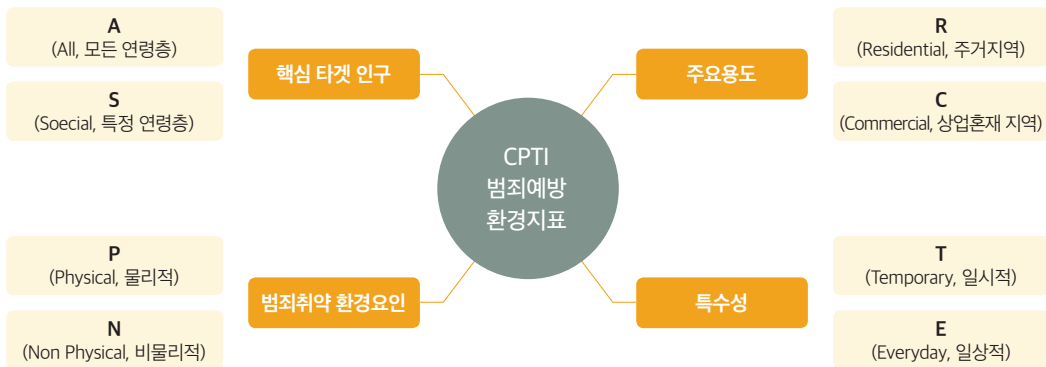 A
(All, 모든 연령층)
S
(Soecial, 특정 연령층)
핵심 타겟 인구
주요용도
R
(Residential, 주거지역)
C
(Commercial, 상업혼재 지역)
CPTI
범죄예방
환경지표
P
(Physical, 물리적)
N
(Non Physical, 비물리적)
범죄취약 환경요인
특수성
T
(Temporary, 일시적)
E
(Everyday, 일상적)